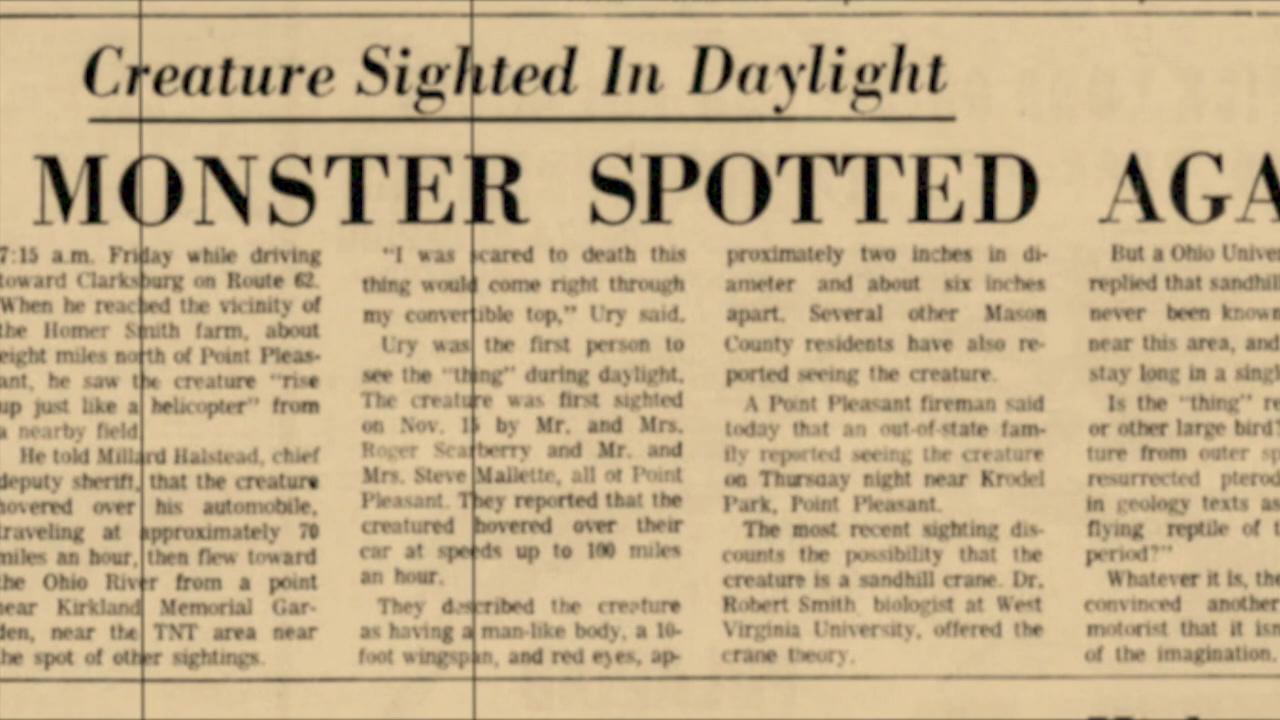 Creature Sighted In Daylight
MONSTER SPOTTED AGA
7:15 a.m. Friday while driving
toward Clarksburg on Route 62.
When he reached the vicinity of
the Homer Smith farm, about
eight miles north of Point Pleas-
ant, he saw the creature "rise
up just like a helicopter" from
a nearby field.
He told Millard Halstead, chief
deputy sheriff, that the creature
hovered over his automobile,
traveling at approximately 70
miles an hour, then flew toward
the Ohio River from a point
near Kirkland Memorial Gar-
den, near the TNT area near
the spot of other sightings.
"I was scared to death this
thing would come right through
my convertible top," Ury said.
Ury was the first person to
see the "thing" during daylight.
The creature was first sighted
on Nov. 15 by Mr. and Mrs.
Roger Scarberry and Mr. and
Mrs. Steve Mallette, all of Point
Pleasant. They reported that the
creatured hovered over their
car at speeds up to 100 miles
an hour.
They described the creature
as having a man-like body, a 10-
foot wingspan, and red eyes, ap-
proximately two inches in di-
ameter and about six inches
apart. Several other Mason
County residents have also re-
ported seeing the creature.
A Point Pleasant fireman said
today that an out-of-state fam-
ily reported seeing the creature
on Thursday night near Krodel
Park, Point Pleasant.
The most recent sighting dis-
counts the possibility that the
creature is a sandhill crane. Dr.
Robert Smith, biologist at West
Virginia University, offered the
crane theory.
But a Ohio Univer
replied that sandhil
never been known
near this area, and
stay long in a singl
Is the "thing" re
or other large bird?
ture from outer sp
resurrected pterod
in geology texts as
flying reptile of t
period?"
Whatever it is, the
convinced another
motorist that it isn
of the imagination.